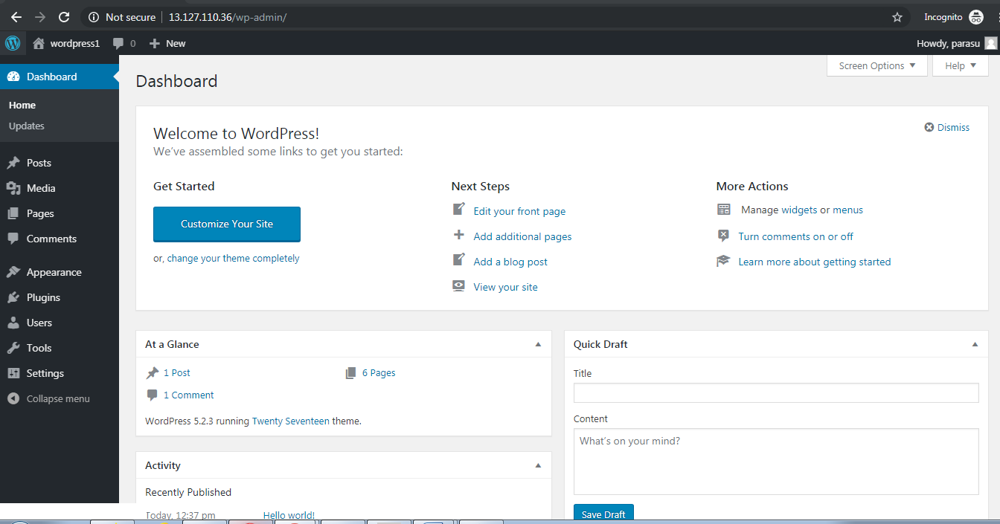 Not secure 13.127.110.36/wp-admin/ Incognito
wordpress1 0 New Howdy, parasu
Screen Options Help
Dashboard
Home
Updates
Posts
Media
Pages
Comments
Appearance
Plugins
Users
Tools
Settings
Collapse menu
Dashboard
Welcome to WordPress!
Dismiss
We've assembled some links to get you started:
Get Started
Customize Your Site
or, change your theme completely
Next Steps
Edit your front page
Add additional pages
Add a blog post
View your site
More Actions
Manage widgets or menus
Turn comments on or off
Learn more about getting started
At a Glance
1 Post
6 Pages
1 Comment
WordPress 5.2.3 running Twenty Seventeen theme.
Activity
Recently Published
Today, 12:37 pm Hello world!
Quick Draft
Title
Content
What's on your mind?
Save Draft